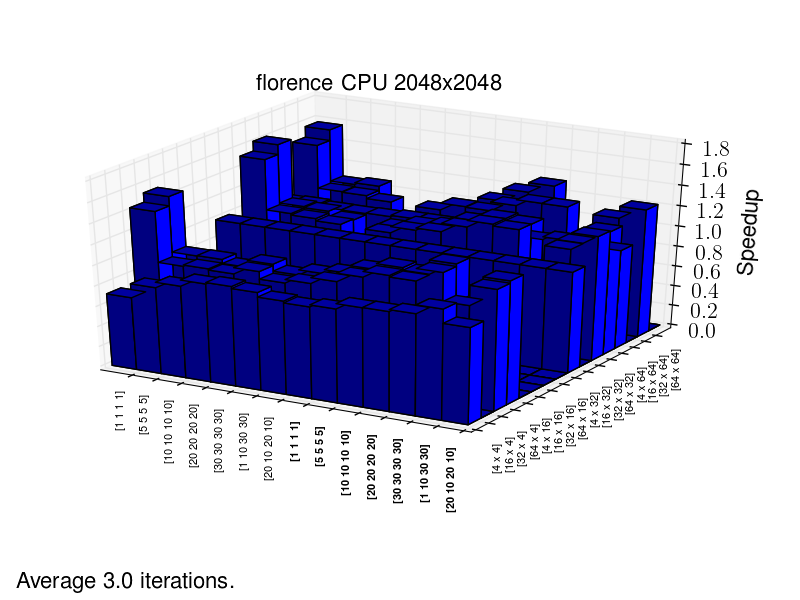 florence CPU 2048x2048
1.8
1.6
1.4
1.2
1.0
0.8
0.6
0.4
0.2
0.0
Speedup
[1 1 1 1]
[5 5 5 5]
[10 10 10 10]
[20 20 20 20]
[30 30 30 30]
[1 10 30 30]
[20 10 20 10]
[1 1 1 1]
[5 5 5 5]
[10 10 10 10]
[20 20 20 20]
[30 30 30 30]
[1 10 30 30]
[20 10 20 10]
[4 x 4]
[16 x 4]
[32 x 4]
[64 x 4]
[4 x 16]
[16 x 16]
[32 x 16]
[64 x 16]
[4 x 32]
[16 x 32]
[32 x 32]
[64 x 32]
[4 x 64]
[16 x 64]
[32 x 64]
[64 x 64]
Average 3.0 iterations.